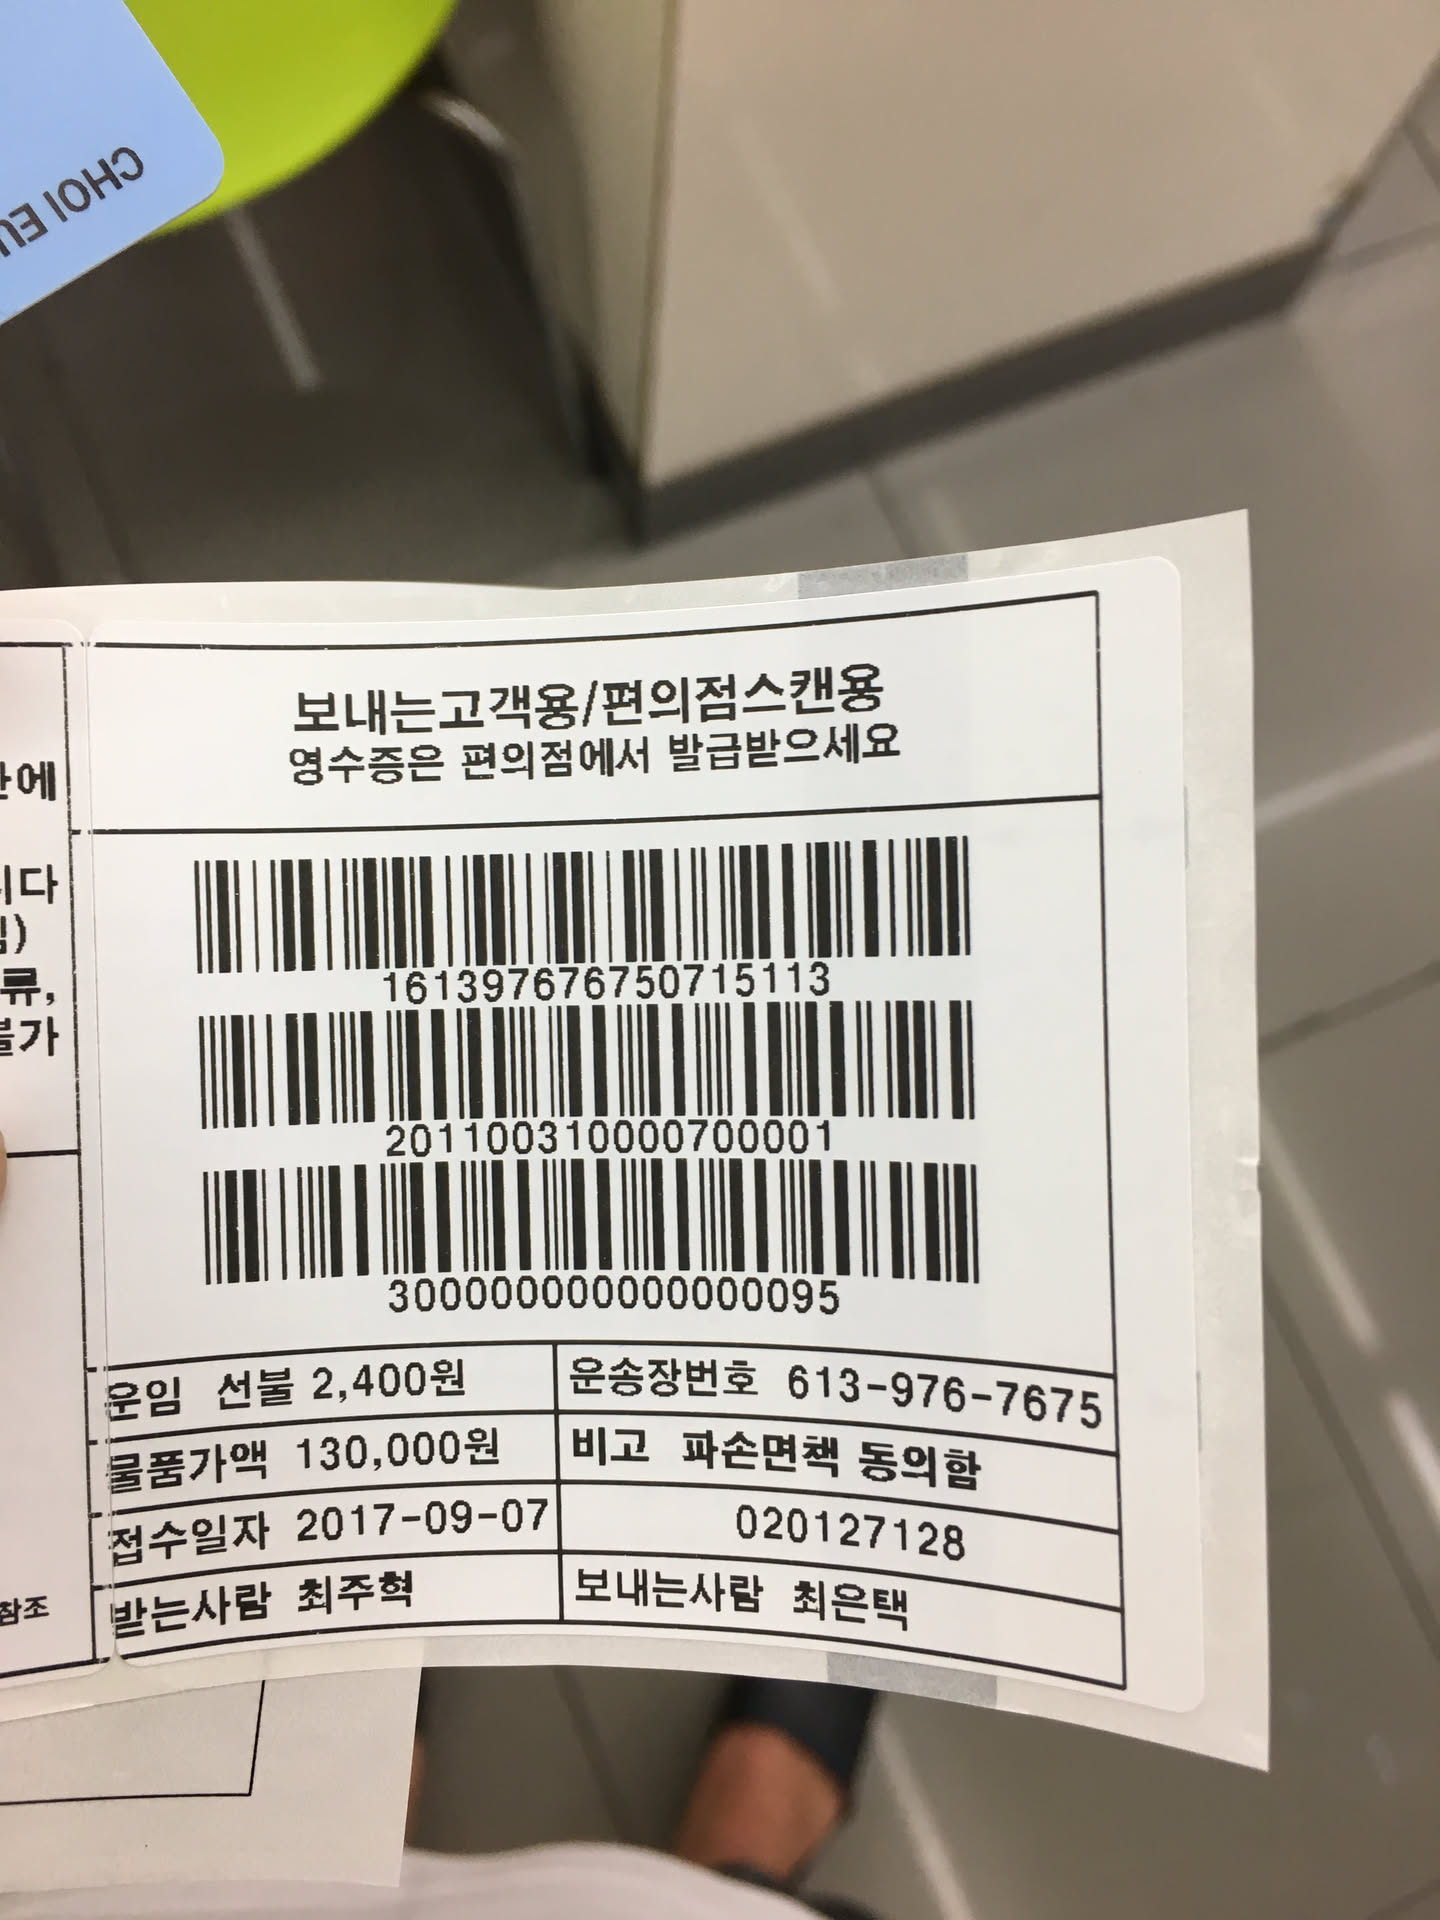 CHOI EU
보내는고객용/편의점스캔용
영수증은 편의점에서 발급받으세요
에
다
류,
불가
참조
161397676750715113
201100310000700001
300000000000000095
운임 선불 2,400원
운송장번호 613-976-7675
물품가액 130,000원
비고 파손면책 동의함
접수일자 2017-09-07
020127128
받는사람 최주혁
보내는사람 최은택